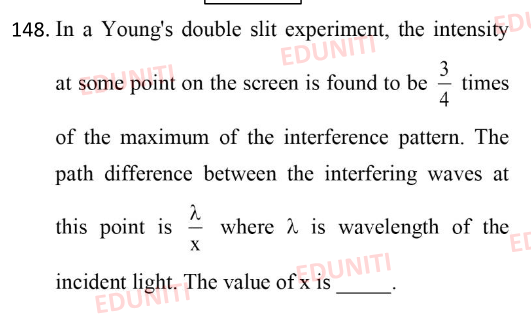 148. In a Young's double slit experiment, the intensity
at some point on the screen is found to be 3/4 times
of the maximum of the interference pattern. The
path difference between the interfering waves at
this point is λ/x where λ is wavelength of the
incident light. The value of x is _____.
EDUNITI
EDUNITI
EDUNITI
EDUNITI